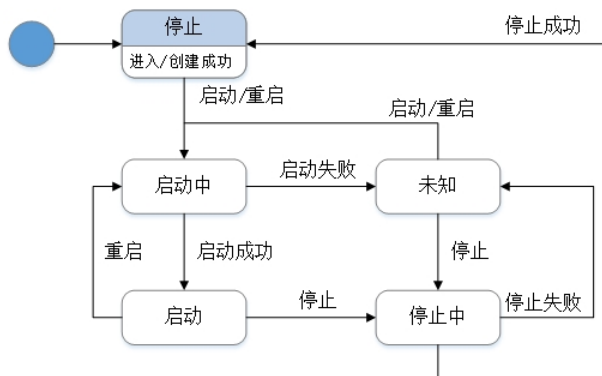 停止
停止成功
进入/创建成功
启动/重启
启动/重启
启动中
启动失败
未知
重启
启动成功
停止
启动
停止
停止中
停止失败